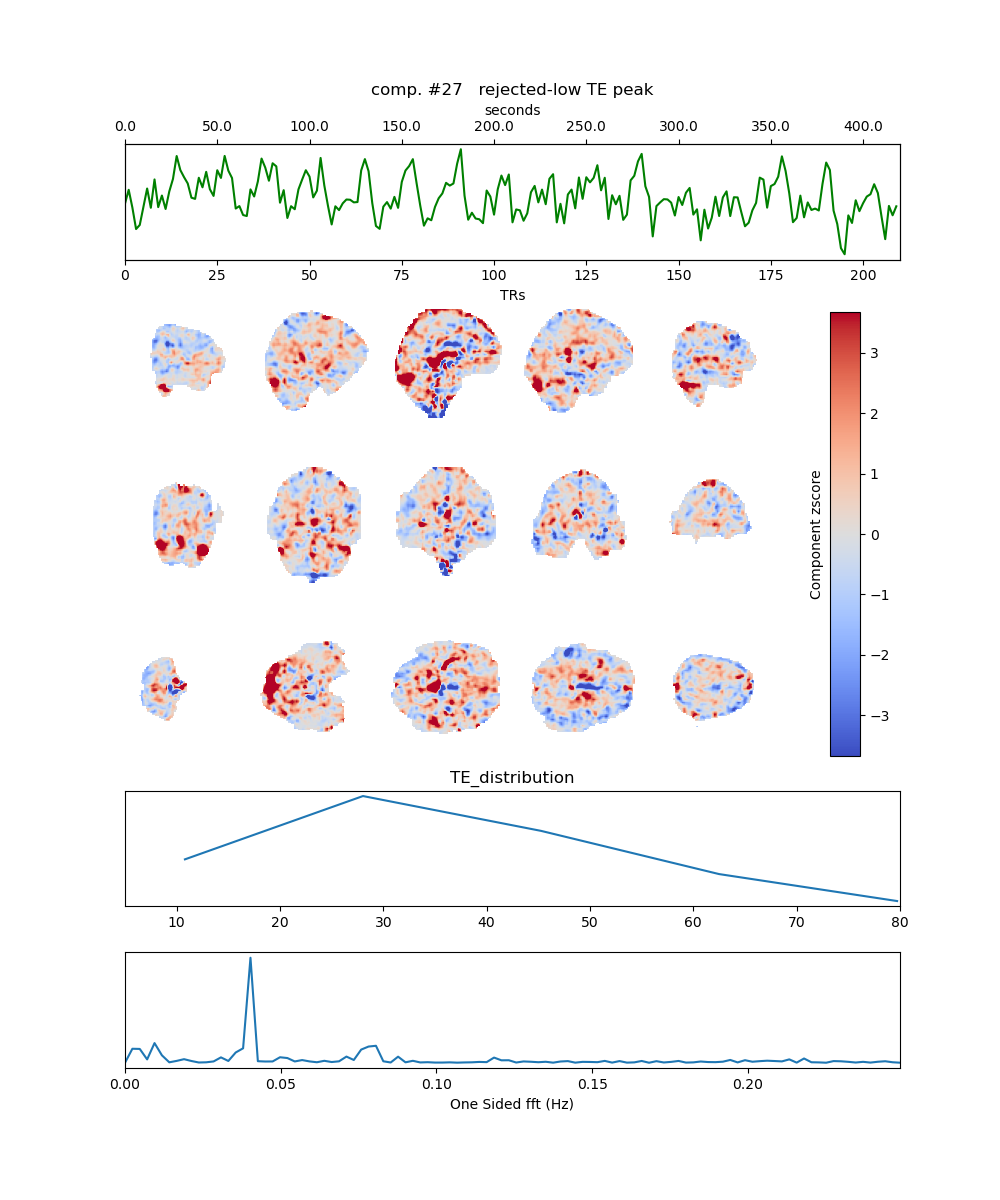 comp. #27   rejected-low TE peak
seconds
0.0 50.0 100.0 150.0 200.0 250.0 300.0 350.0 400.0
0 25 50 75 100 125 150 175 200
TRs
3
2
1
0
−1
−2
−3
Component zscore
TE_distribution
10 20 30 40 50 60 70 80
0.00 0.05 0.10 0.15 0.20
One Sided fft (Hz)